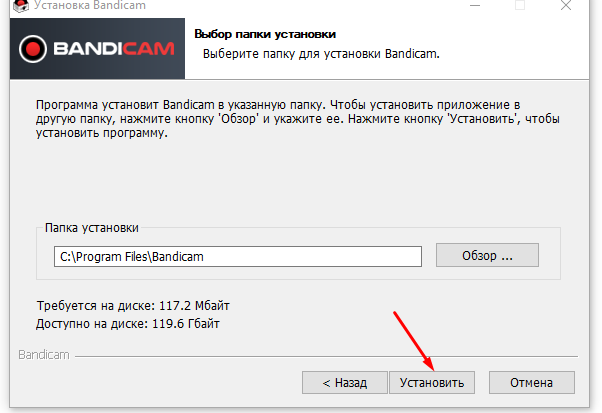 Установка Bandicam
BANDICAM
Выбор папки установки
Выберите папку для установки Bandicam.
Программа установит Bandicam в указанную папку. Чтобы установить приложение в
другую папку, нажмите кнопку 'Обзор' и укажите ее. Нажмите кнопку 'Установить', чтобы
установить программу.
Папка установки
C:\Program Files\Bandicam
Обзор ...
Требуется на диске: 117.2 Мбайт
Доступно на диске: 119.6 Гбайт
Bandicam
< Назад
Установить
Отмена